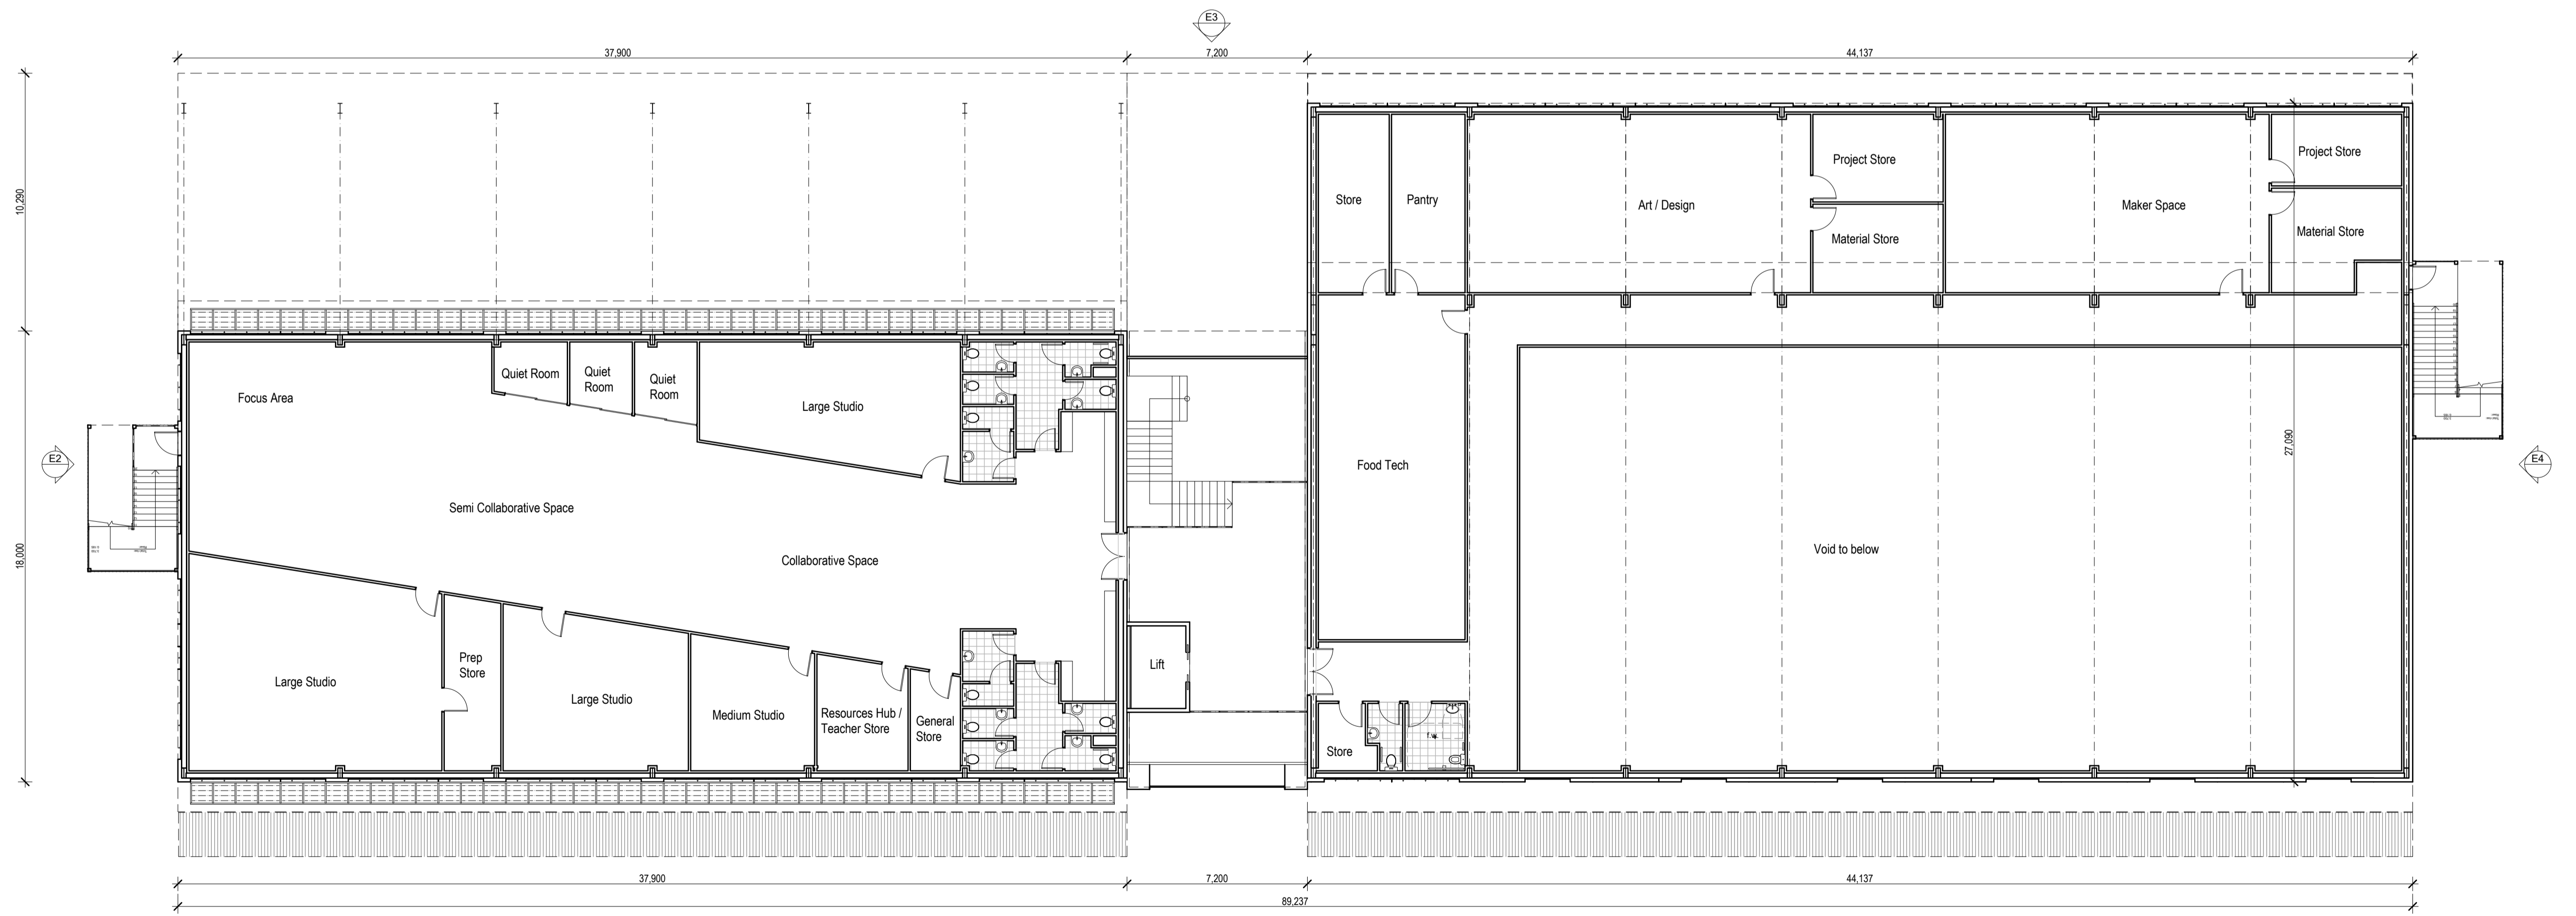 E3
37,900
7,200
44,137
10,290
18,000
E2
E4
27,090
Store
Pantry
Art / Design
Project Store
Material Store
Maker Space
Project Store
Material Store
Focus Area
Quiet Room
Quiet
Room
Quiet
Room
Large Studio
Semi Collaborative Space
Collaborative Space
Food Tech
Void to below
Large Studio
Prep
Store
Large Studio
Medium Studio
Resources Hub /
Teacher Store
General
Store
Lift
Store
f.w.
37,900
7,200
44,137
89,237